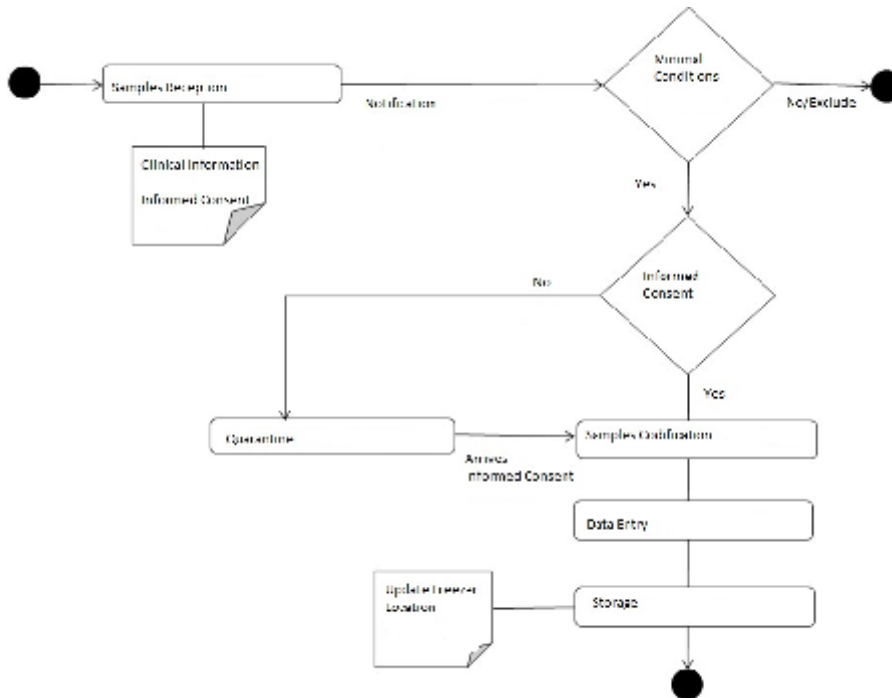 Minimal
Conditions
Samples Reception
Notification
No/Exclude
Clinical Information
Informed Consent
Yes
Informed
Consent
No
Yes
Quarantine
Samples Codification
Arrives
Informed Consent
Data Entry
Update Freezer
Location
Storage